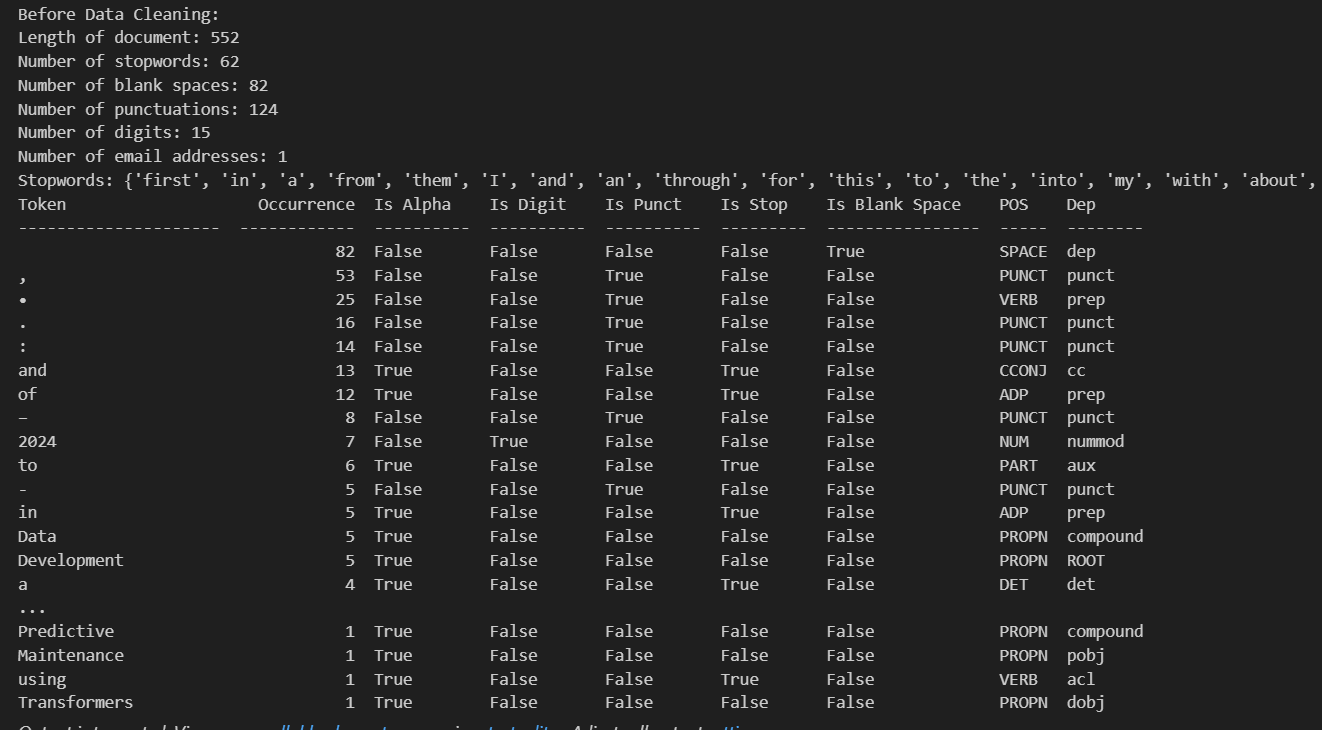 Before Data Cleaning:
Length of document: 552
Number of stopwords: 62
Number of blank spaces: 82
Number of punctuations: 124
Number of digits: 15
Number of email addresses: 1
Stopwords: {'first', 'in', 'a', 'from', 'them', 'I', 'and', 'an', 'through', 'for', 'this', 'to', 'the', 'into', 'my', 'with', 'about',
Token Occurrence Is Alpha Is Digit Is Punct Is Stop Is Blank Space POS Dep
-------------------- ------------ ---------- ---------- ---------- --------- ---------------- ----- --------
82 False False False False True SPACE dep
, 53 False False True False False PUNCT punct
• 25 False False True False False VERB prep
. 16 False False True False False PUNCT punct
: 14 False False True False False PUNCT punct
and 13 True False False True False CCONJ cc
of 12 True False False True False ADP prep
– 8 False False True False False PUNCT punct
2024 7 False True False False False NUM nummod
to 6 True False False True False PART aux
- 5 False False True False False PUNCT punct
in 5 True False False True False ADP prep
Data 5 True False False False False PROPN compound
Development 5 True False False False False PROPN ROOT
a 4 True False False True False DET det
...
Predictive 1 True False False False False PROPN compound
Maintenance 1 True False False False False PROPN pobj
using 1 True False False True False VERB acl
Transformers 1 True False False False False PROPN dobj